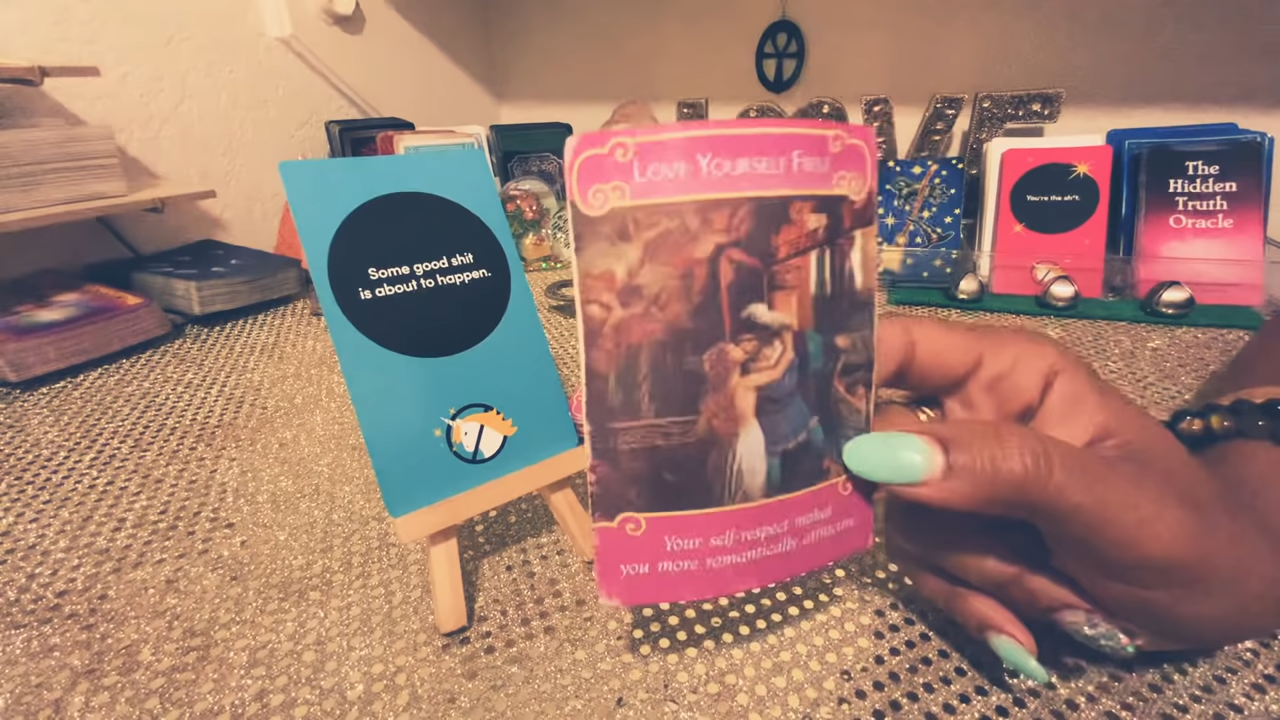 Some good shit
is about to happen.
LOVE YOURSELF FIRST
Your self-respect makes
you more romantically attractive
LOVE
You're the sh*t.
The
Hidden
Truth
Oracle